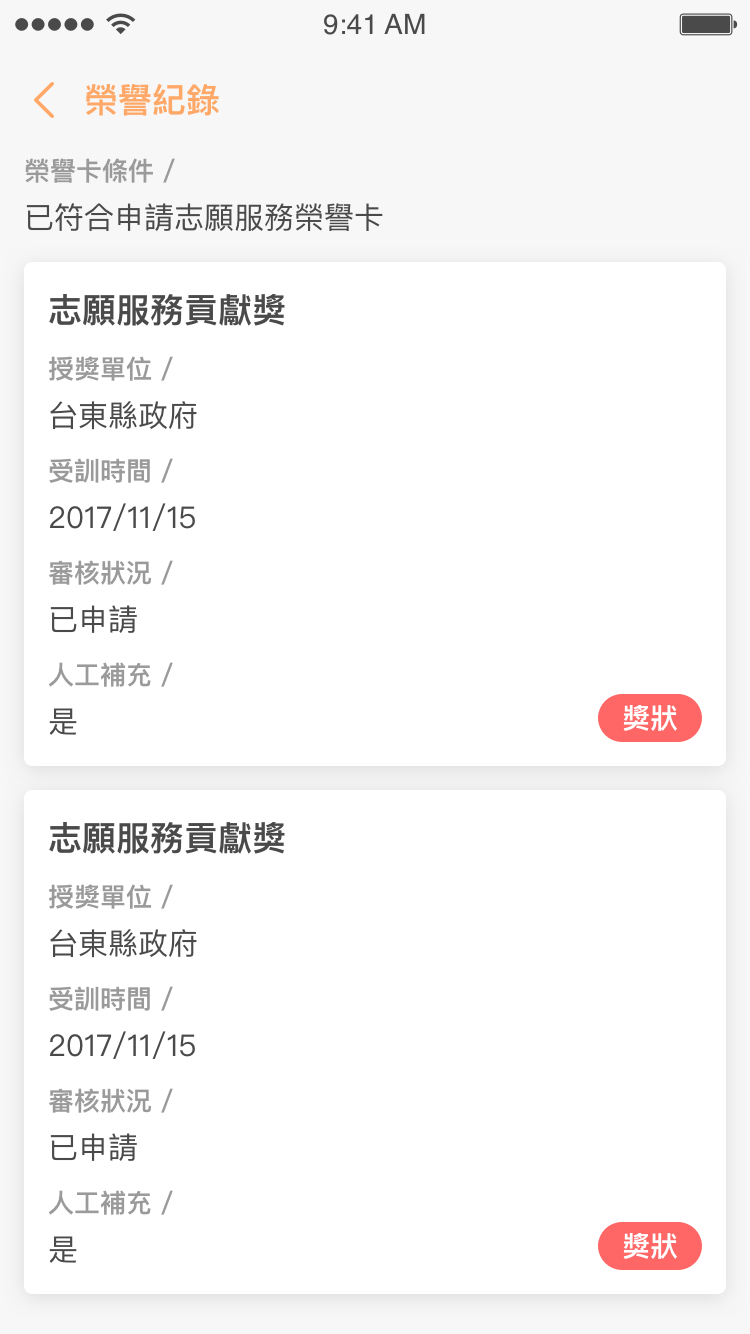 9:41 AM
榮譽紀錄
榮譽卡條件 /
已符合申請志願服務榮譽卡
志願服務貢獻獎
授獎單位 /
台東縣政府
受訓時間 /
2017/11/15
審核狀況 /
已申請
人工補充 /
是
獎狀
志願服務貢獻獎
授獎單位 /
台東縣政府
受訓時間 /
2017/11/15
審核狀況 /
已申請
人工補充 /
是
獎狀